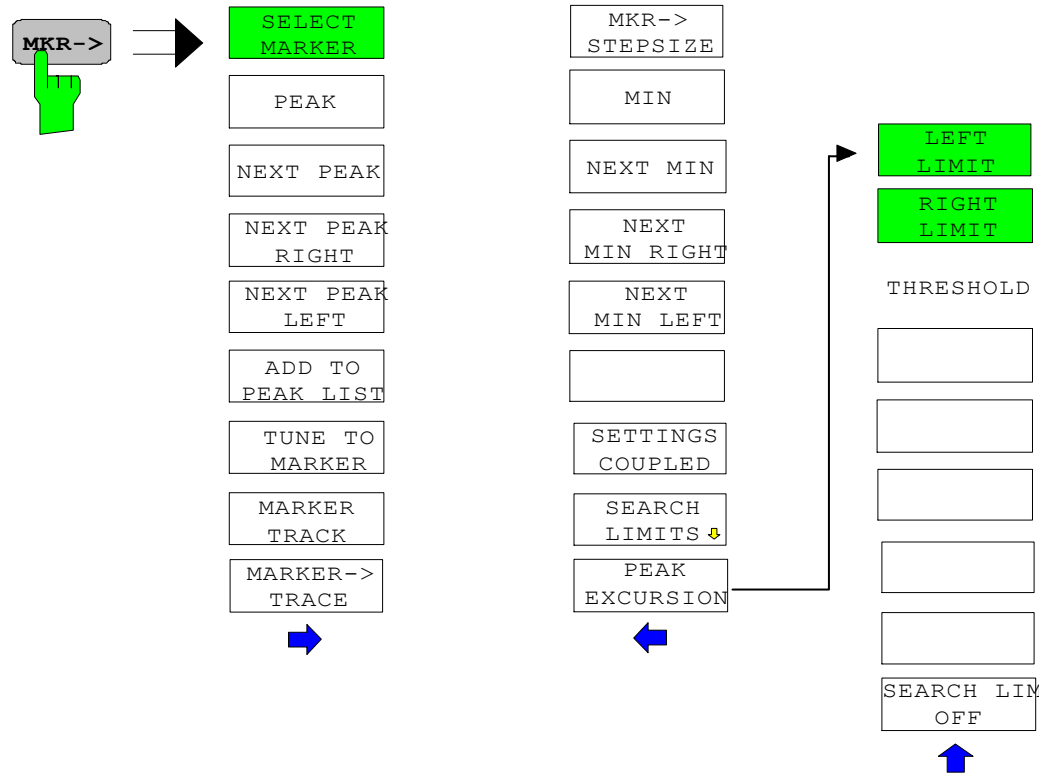 MKR->
SELECT
MARKER
PEAK
NEXT PEAK
NEXT PEAK
RIGHT
NEXT PEAK
LEFT
ADD TO
PEAK LIST
TUNE TO
MARKER
MARKER
TRACK
MARKER->
TRACE
MKR->
STEPSIZE
MIN
NEXT MIN
NEXT
MIN RIGHT
NEXT
MIN LEFT
SETTINGS
COUPLED
SEARCH
LIMITS
PEAK
EXCURSION
LEFT
LIMIT
RIGHT
LIMIT
THRESHOLD
SEARCH LIM
OFF